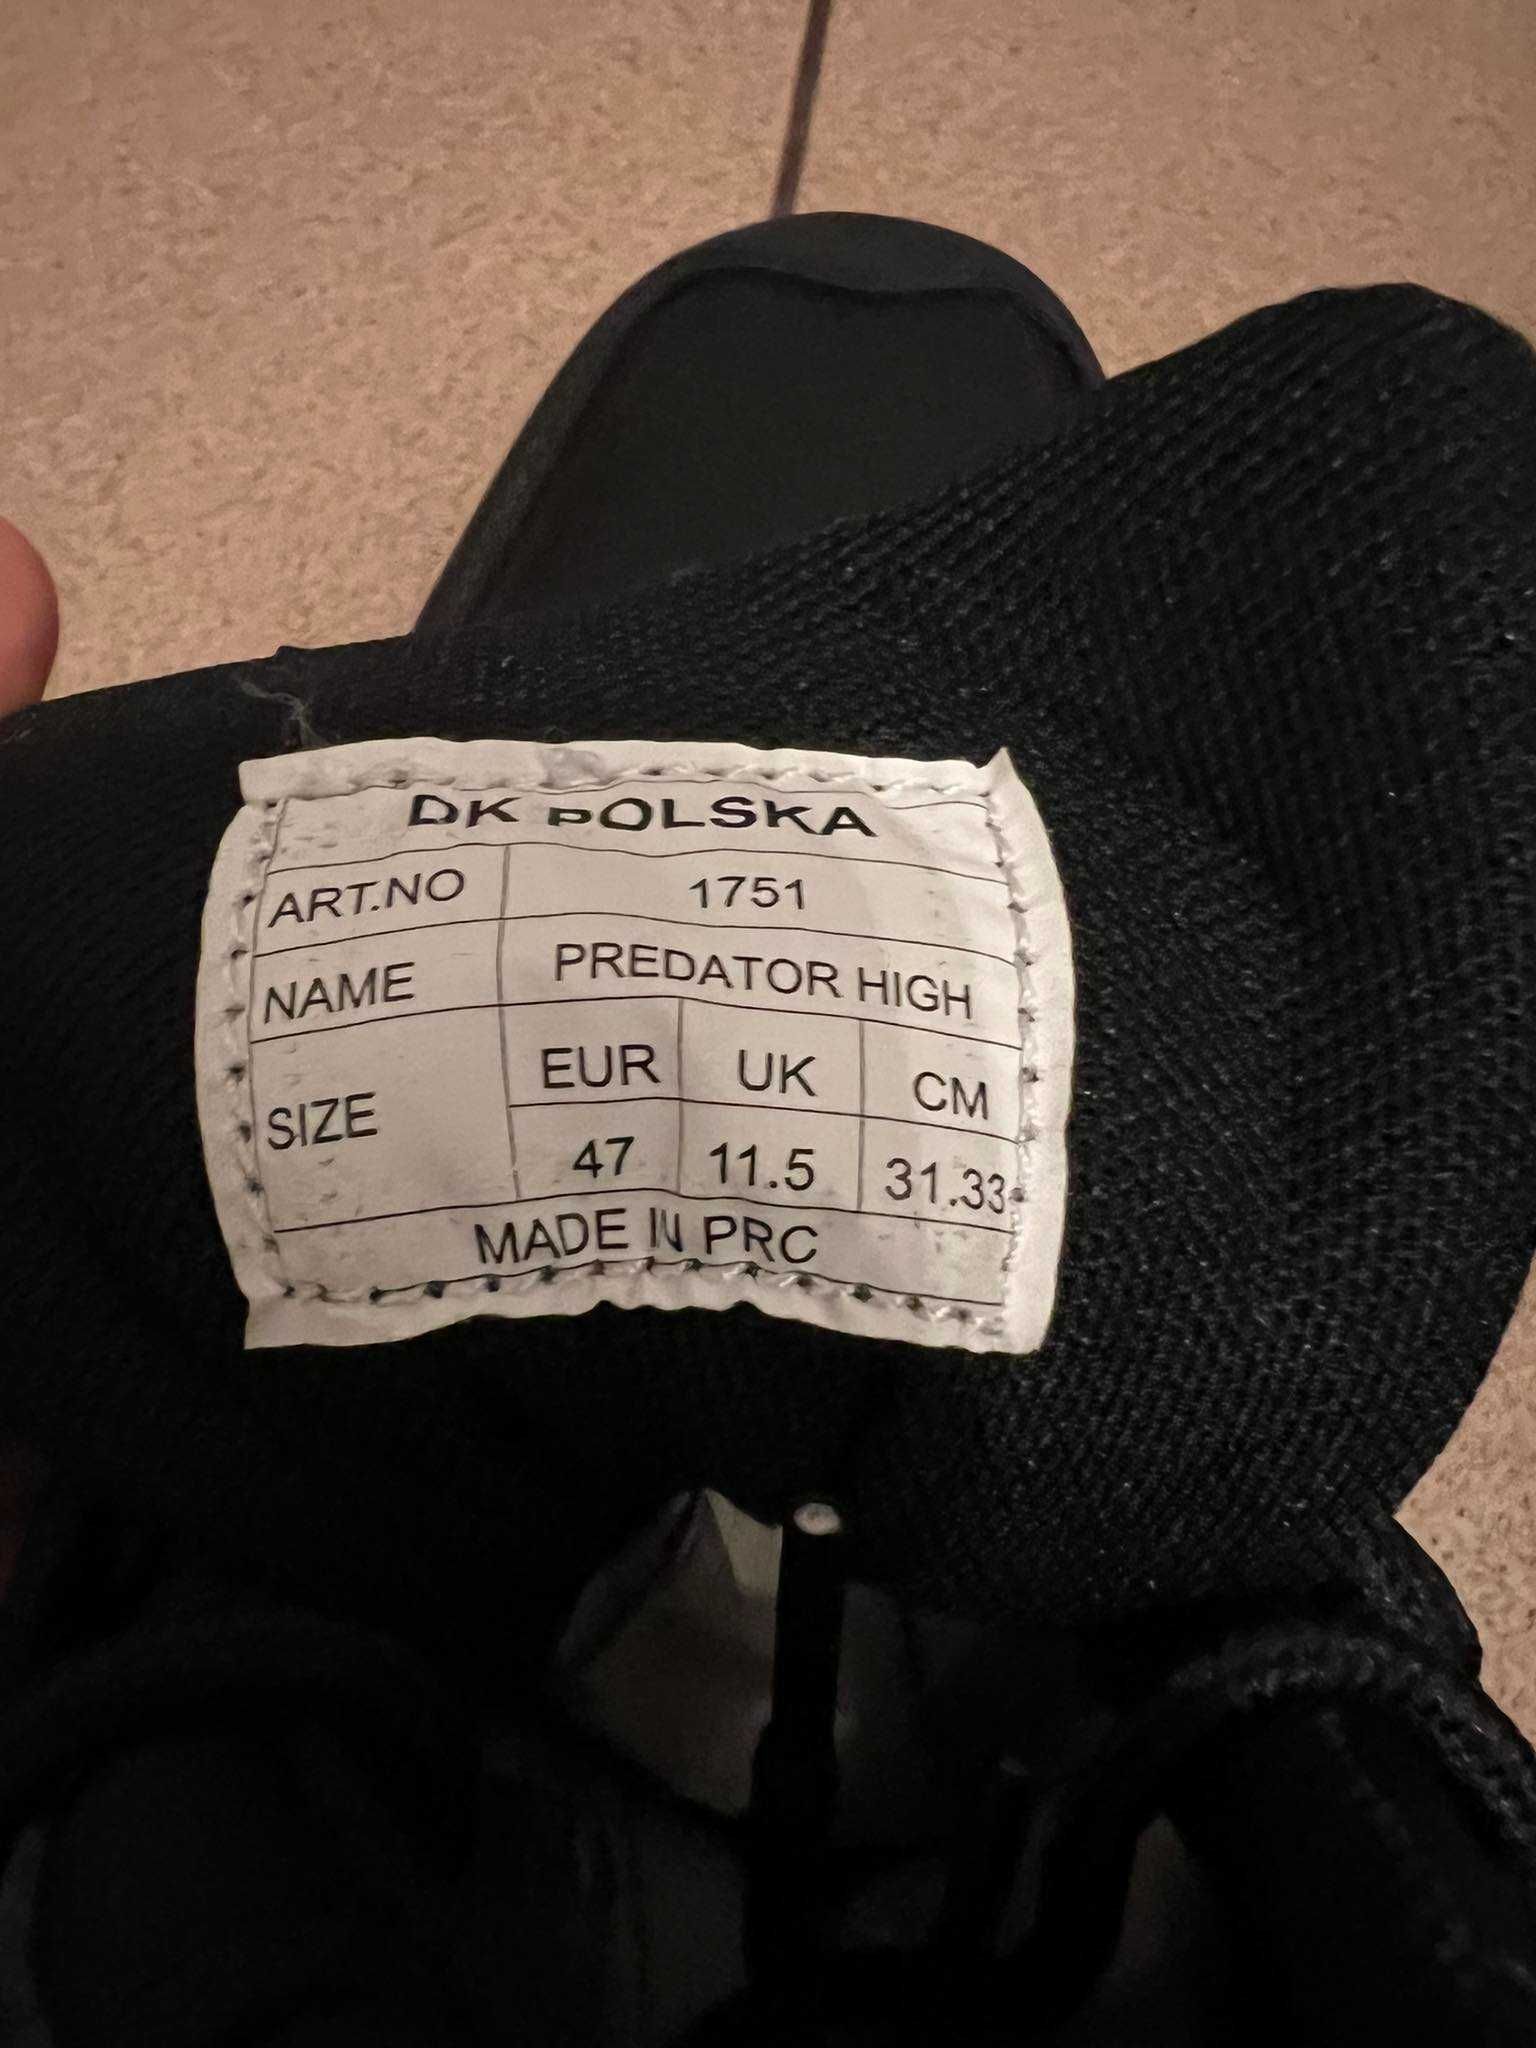 DK POLSKA
ART.NO 1751
NAME PREDATOR HIGH
SIZE EUR UK CM
47 11.5 31.33
MADE IN PRC